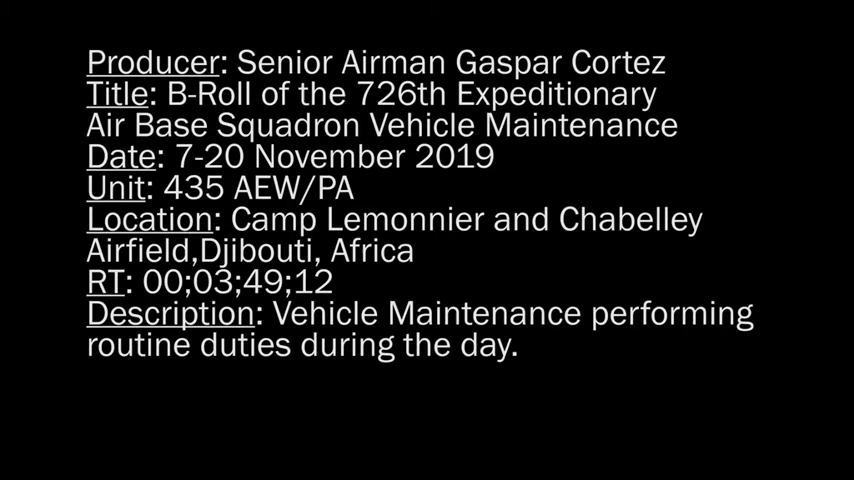 Producer: Senior Airman Gaspar Cortez
Title: B-Roll of the 726th Expeditionary
Air Base Squadron Vehicle Maintenance
Date: 7-20 November 2019
Unit: 435 AEW/PA
Location: Camp Lemonnier and Chabelley
Airfield,Djibouti, Africa
RT: 00;03;49;12
Description: Vehicle Maintenance performing
routine duties during the day.